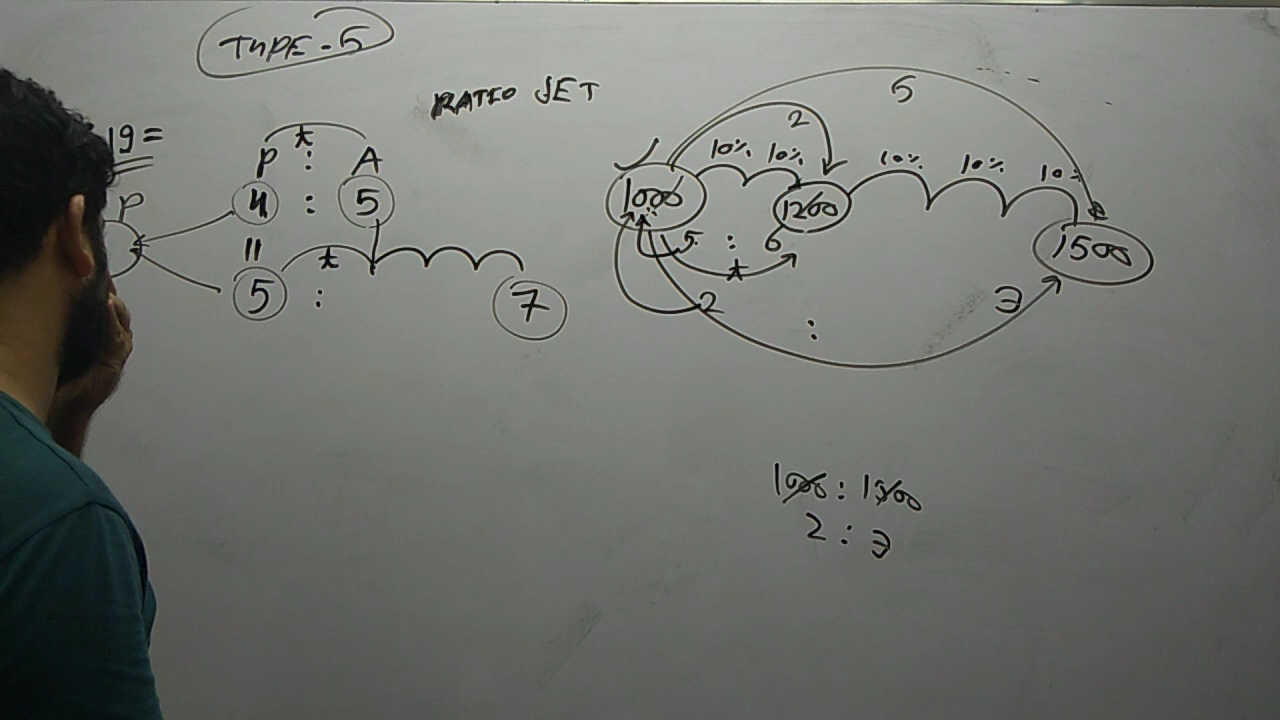 TYPE-5
RATIO SET
19=
P * : A
4 : 5
P
=
5 * : 7
5
2
10% 10% 10% 10% 10%
1000 1200 1500
5 : 6
*
2 : 3
1000 : 1500
2 : 3